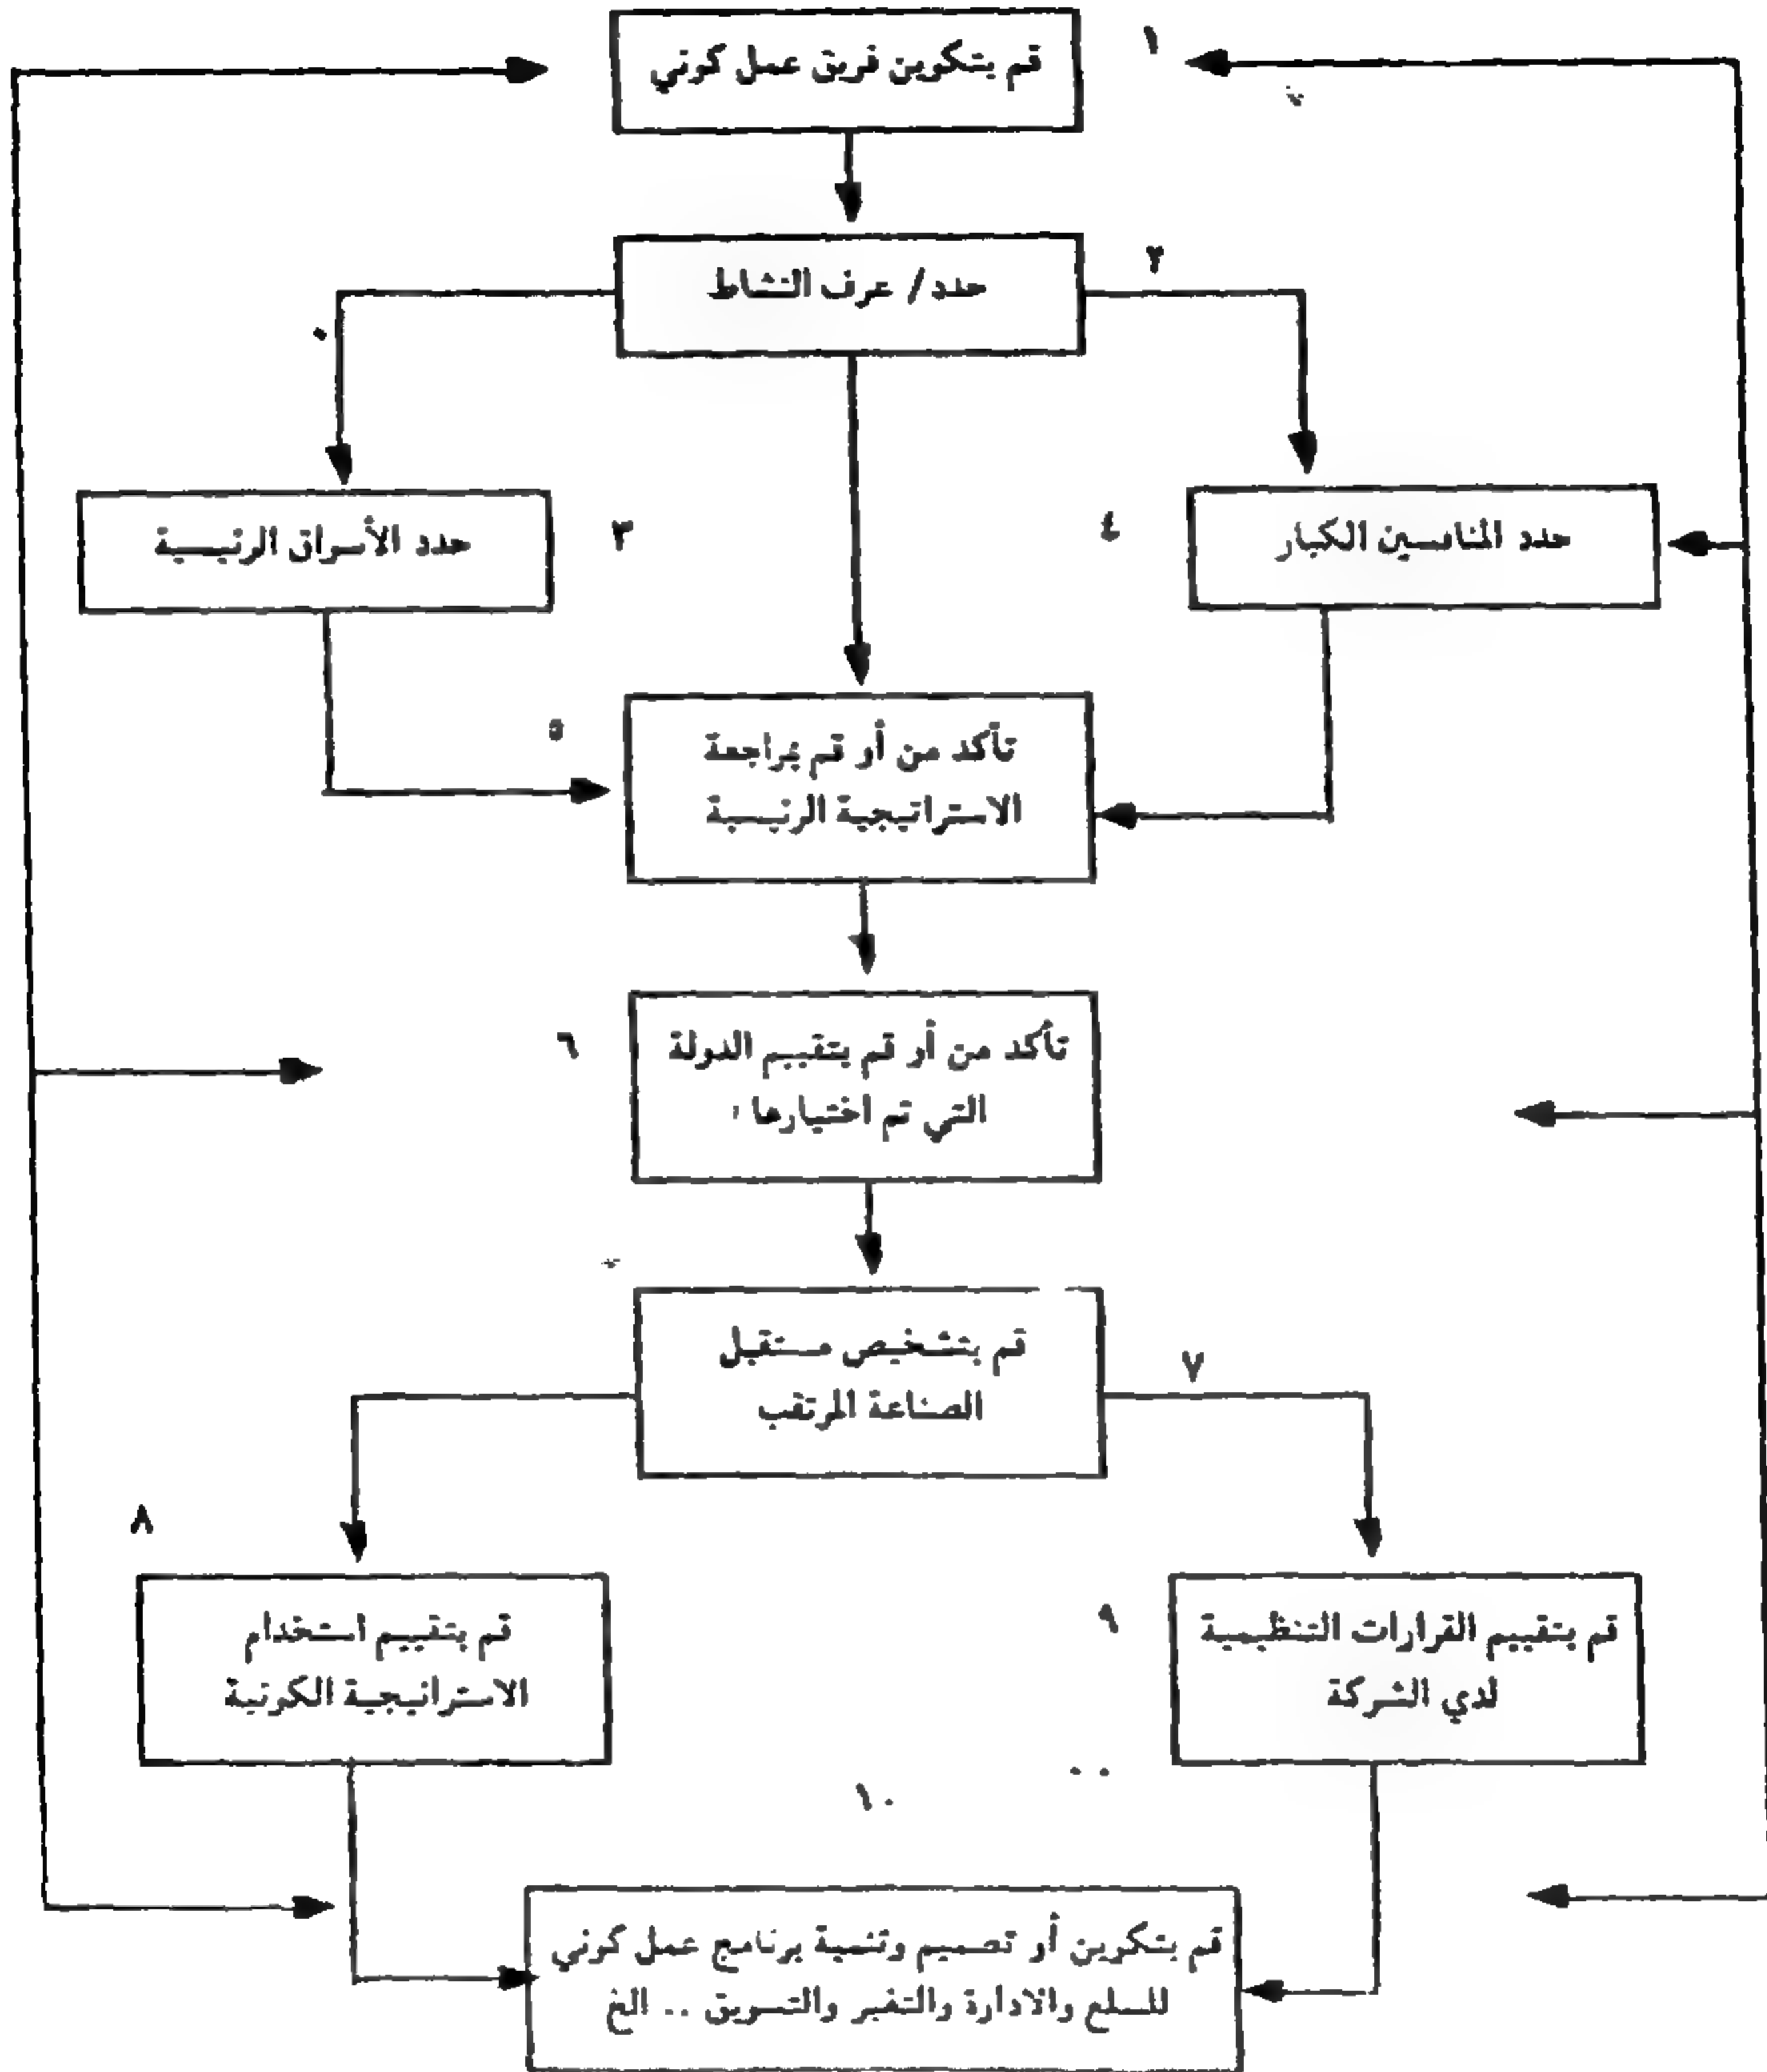 ١
قم بتكوين فريق عمل كوني
٢
حدد / عرف النشاط
٤
حدد المنافسين الكبار
٣
حدد الأسواق الرئيسية
٥
تأكد من أو قم بمراجعة
الاستراتيجية الرئيسية
٦
تأكد من أو قم بتقييم الدولة
التي تم اختيارها
٧
قم بتشخيص مستقبل
الصناعة المرتقب
٩
قم بتقييم القرارات التنظيمية
لدي الشركة
٨
قم بتقييم استخدام
الاستراتيجية الكونية
١٠
قم بتكوين أو تصميم وتنمية برنامج عمل كوني
للسلع والادارة والتغير والتسويق .. الخ